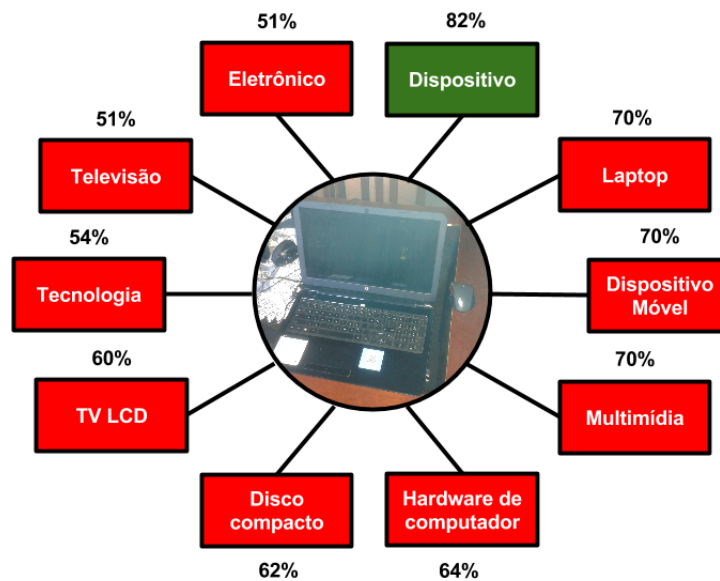 51%
Eletrônico
82%
Dispositivo
51%
Televisão
70%
Laptop
54%
Tecnologia
70%
Dispositivo
Móvel
60%
TV LCD
70%
Multimídia
Disco
compacto
62%
Hardware de
computador
64%